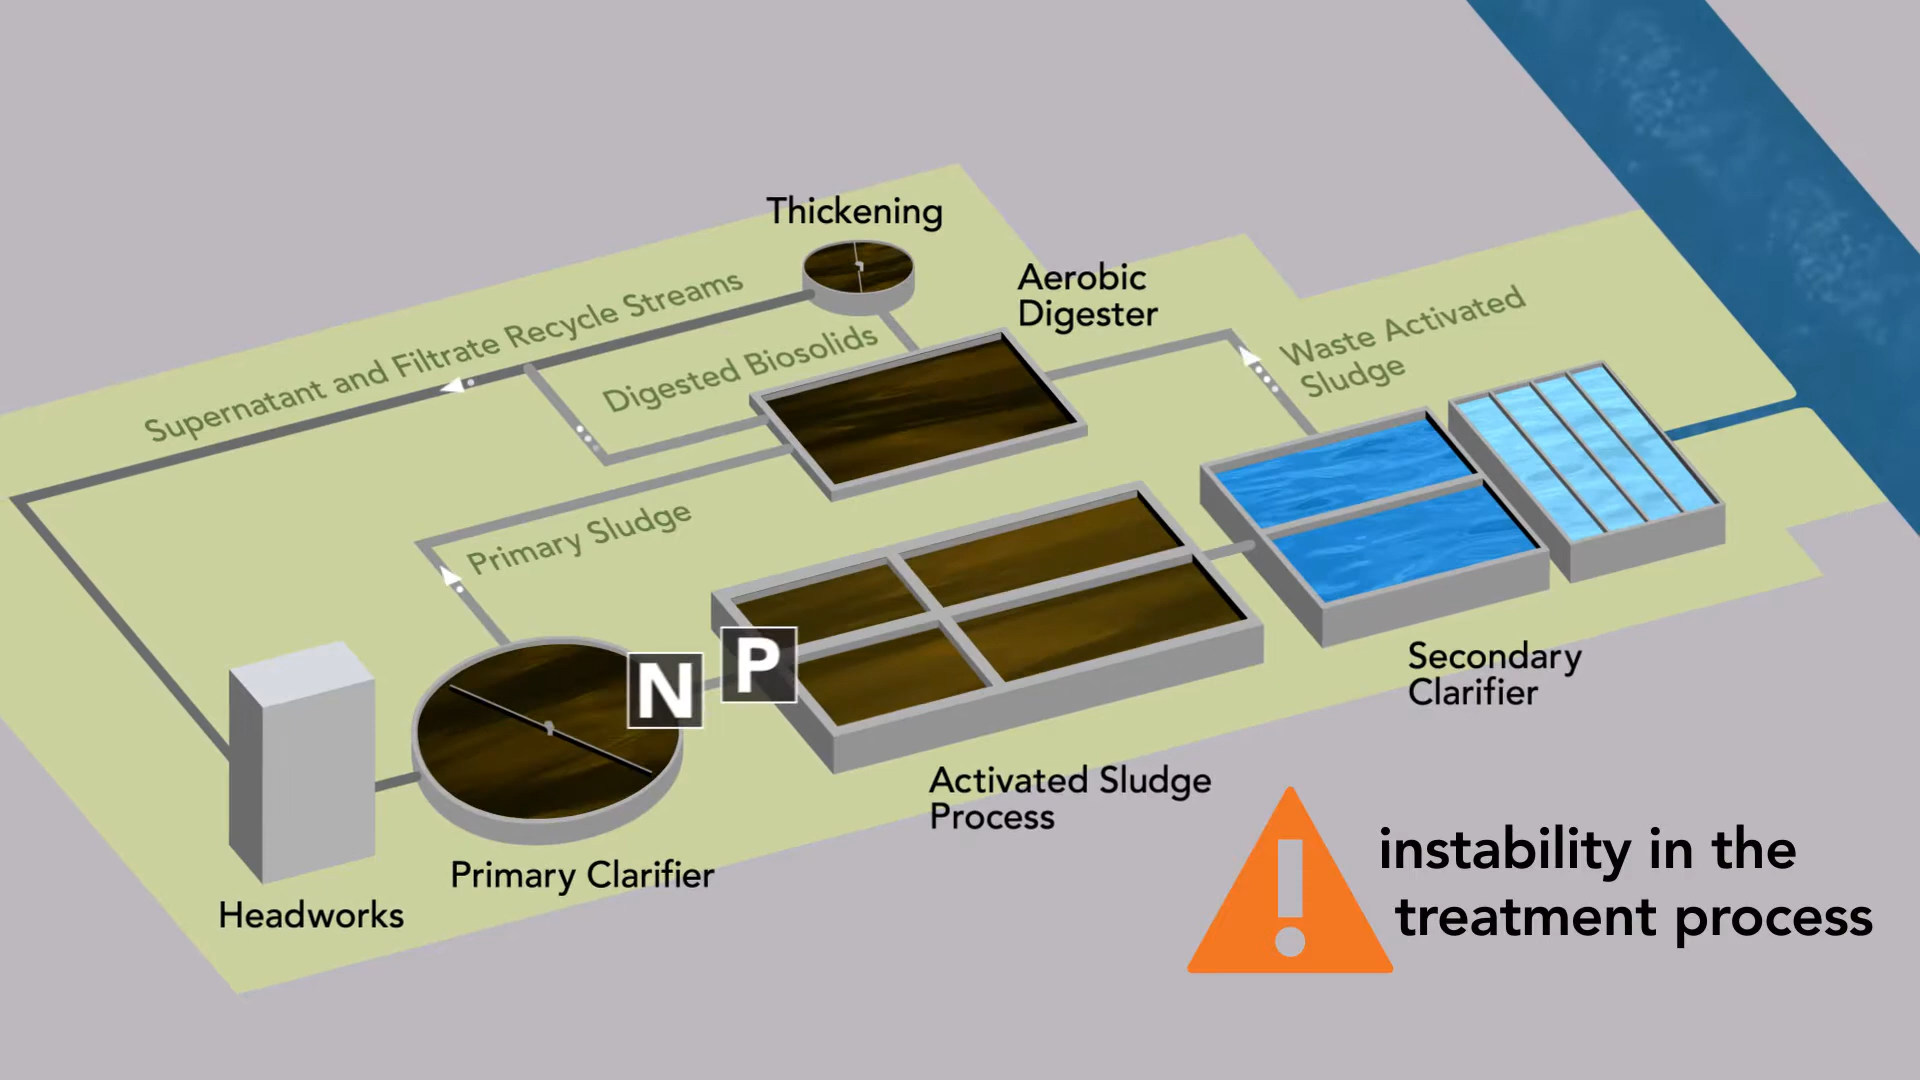 Thickening
Aerobic
Digester
Supernatant and Filtrate Recycle Streams
Digested Biosolids
Waste Activated
Sludge
Primary Sludge
N
P
Secondary
Clarifier
Activated Sludge
Process
Primary Clarifier
Headworks
instability in the
treatment process